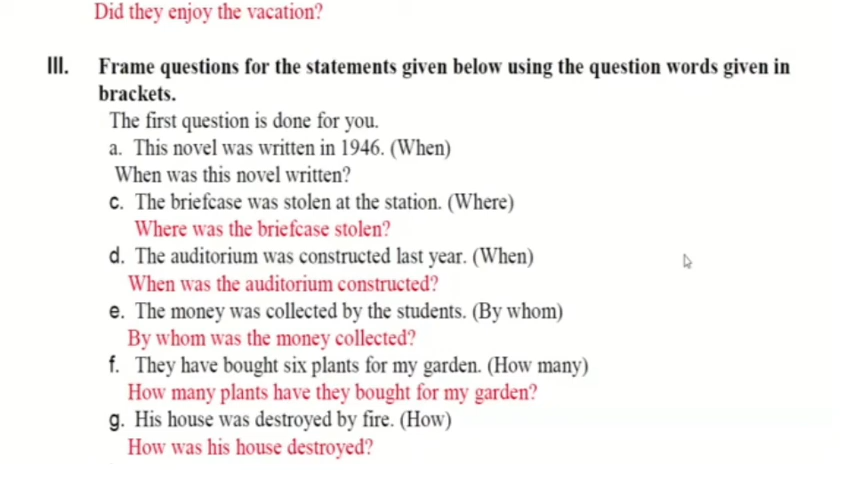 Did they enjoy the vacation?
III. Frame questions for the statements given below using the question words given in
brackets.
The first question is done for you.
a. This novel was written in 1946. (When)
When was this novel written?
c. The briefcase was stolen at the station. (Where)
Where was the briefcase stolen?
d. The auditorium was constructed last year. (When)
When was the auditorium constructed?
e. The money was collected by the students. (By whom)
By whom was the money collected?
f. They have bought six plants for my garden. (How many)
How many plants have they bought for my garden?
g. His house was destroyed by fire. (How)
How was his house destroyed?